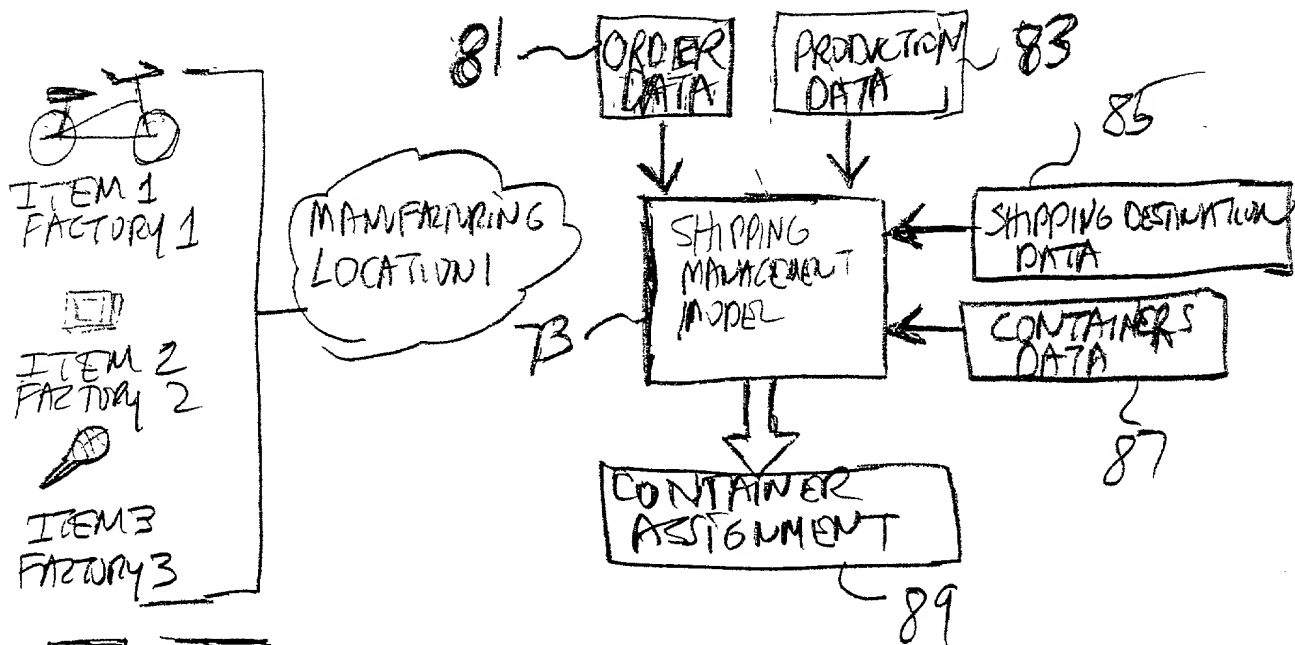 81
ORDER
DATA
PRODUCTION
DATA
83
85
ITEM 1
FACTORY 1
MANUFACTURING
LOCATION 1
SHIPPING
MANAGEMENT
MODEL
73
SHIPPING DESTINATION
DATA
CONTAINERS
DATA
87
ITEM 2
FACTORY 2
CONTAINER
ASSIGNMENT
89
ITEM 3
FACTORY 3